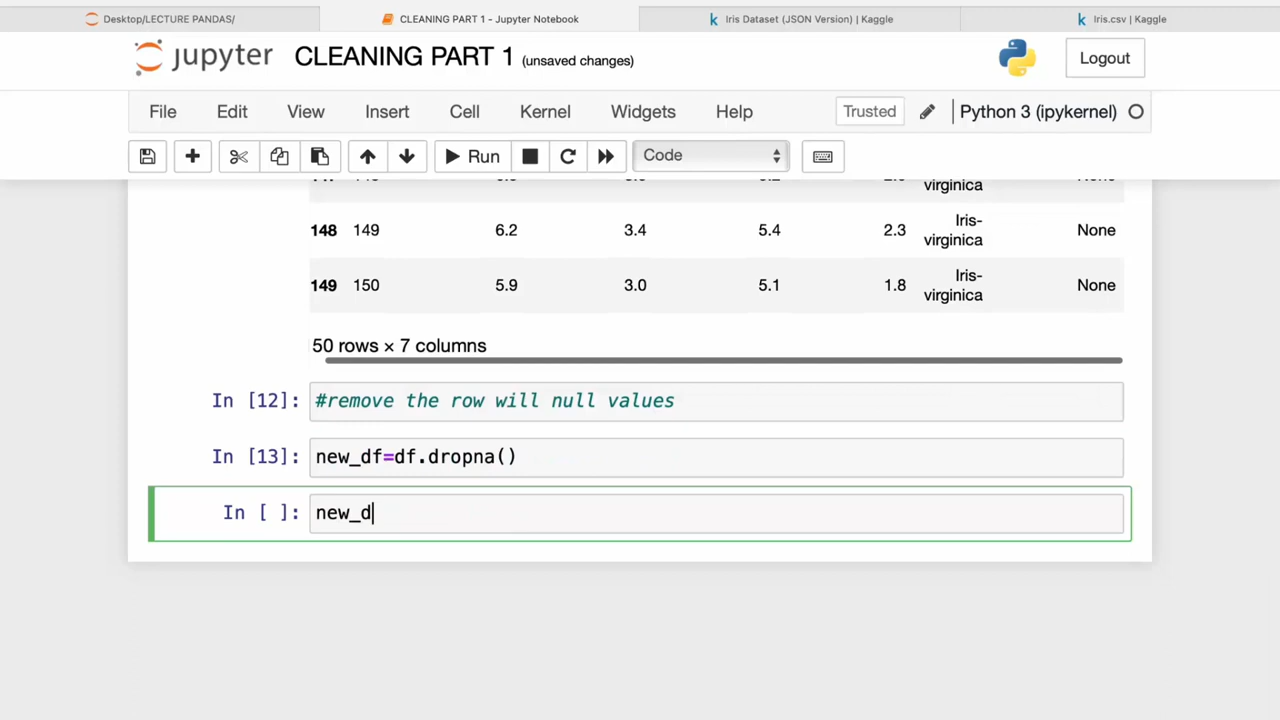 Desktop/LECTURE PANDAS/ CLEANING PART 1 - Jupyter Notebook Iris Dataset (JSON Version) | Kaggle Iris.csv | Kaggle
jupyter CLEANING PART 1 (unsaved changes) Logout
File Edit View Insert Cell Kernel Widgets Help Trusted Python 3 (ipykernel)
Run Code
virginica
148 149 6.2 3.4 5.4 2.3 Iris-
virginica None
149 150 5.9 3.0 5.1 1.8 Iris-
virginica None
50 rows × 7 columns
In [12]: #remove the row will null values
In [13]: new_df=df.dropna()
In [ ]: new_d